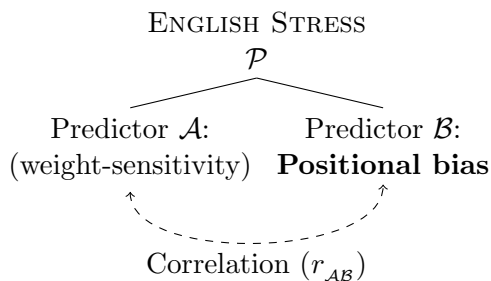 ENGLISH STRESS
𝒫
Predictor 𝒜:
Predictor ℬ:
(weight-sensitivity)
Positional bias
Correlation (r𝒜ℬ)